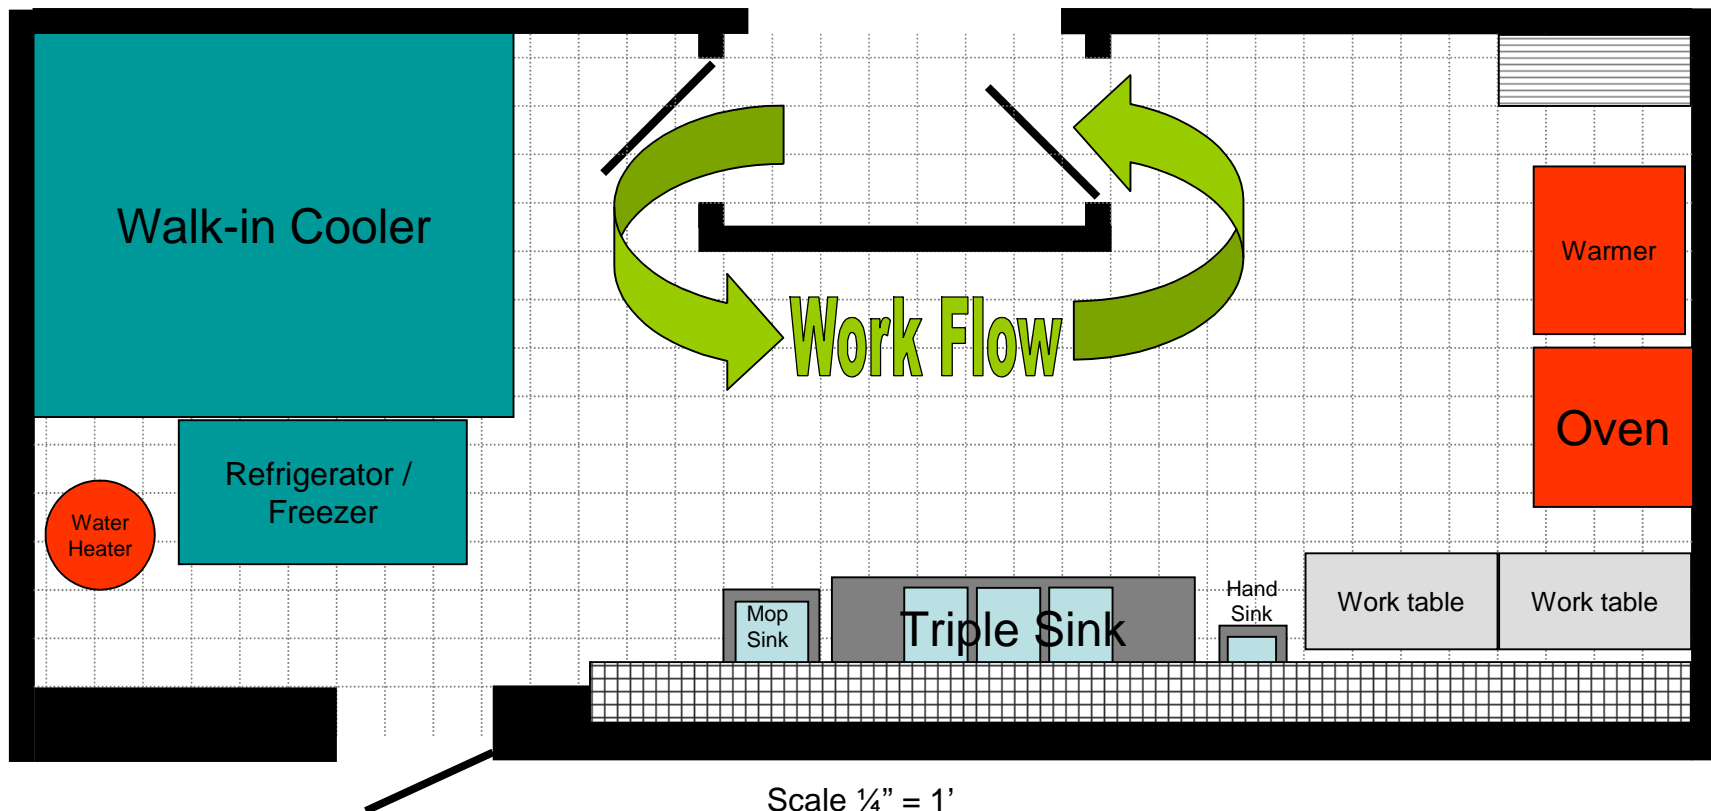 Walk-in Cooler
Warmer
Work Flow
Oven
Refrigerator /
Freezer
Water
Heater
Mop
Sink
Triple Sink
Hand
Sink
Work table
Work table
Scale ¼” = 1’